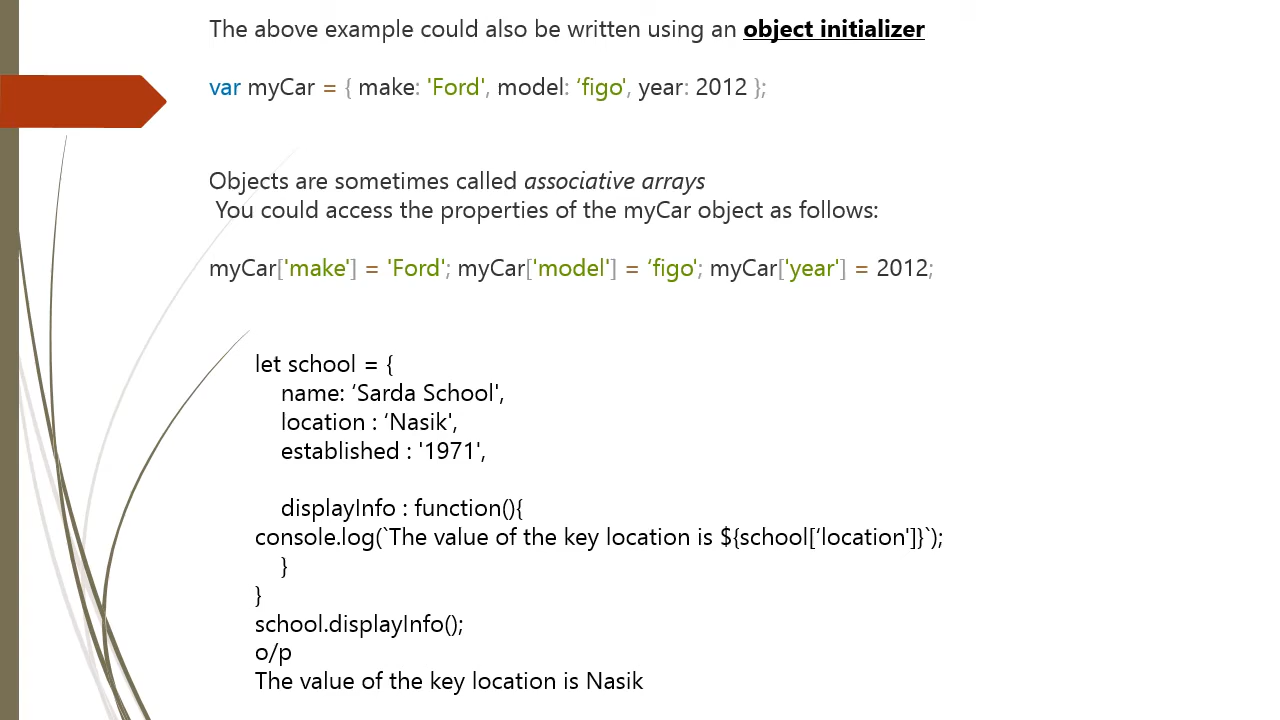 The above example could also be written using an object initializer
var myCar = { make: 'Ford', model: ‘figo', year: 2012 };
Objects are sometimes called associative arrays
You could access the properties of the myCar object as follows:
myCar['make'] = 'Ford'; myCar['model'] = ‘figo'; myCar['year'] = 2012;
let school = {
name: ‘Sarda School',
location : ‘Nasik',
established : '1971',
displayInfo : function(){
console.log(`The value of the key location is ${school[‘location']}`);
}
}
school.displayInfo();
o/p
The value of the key location is Nasik